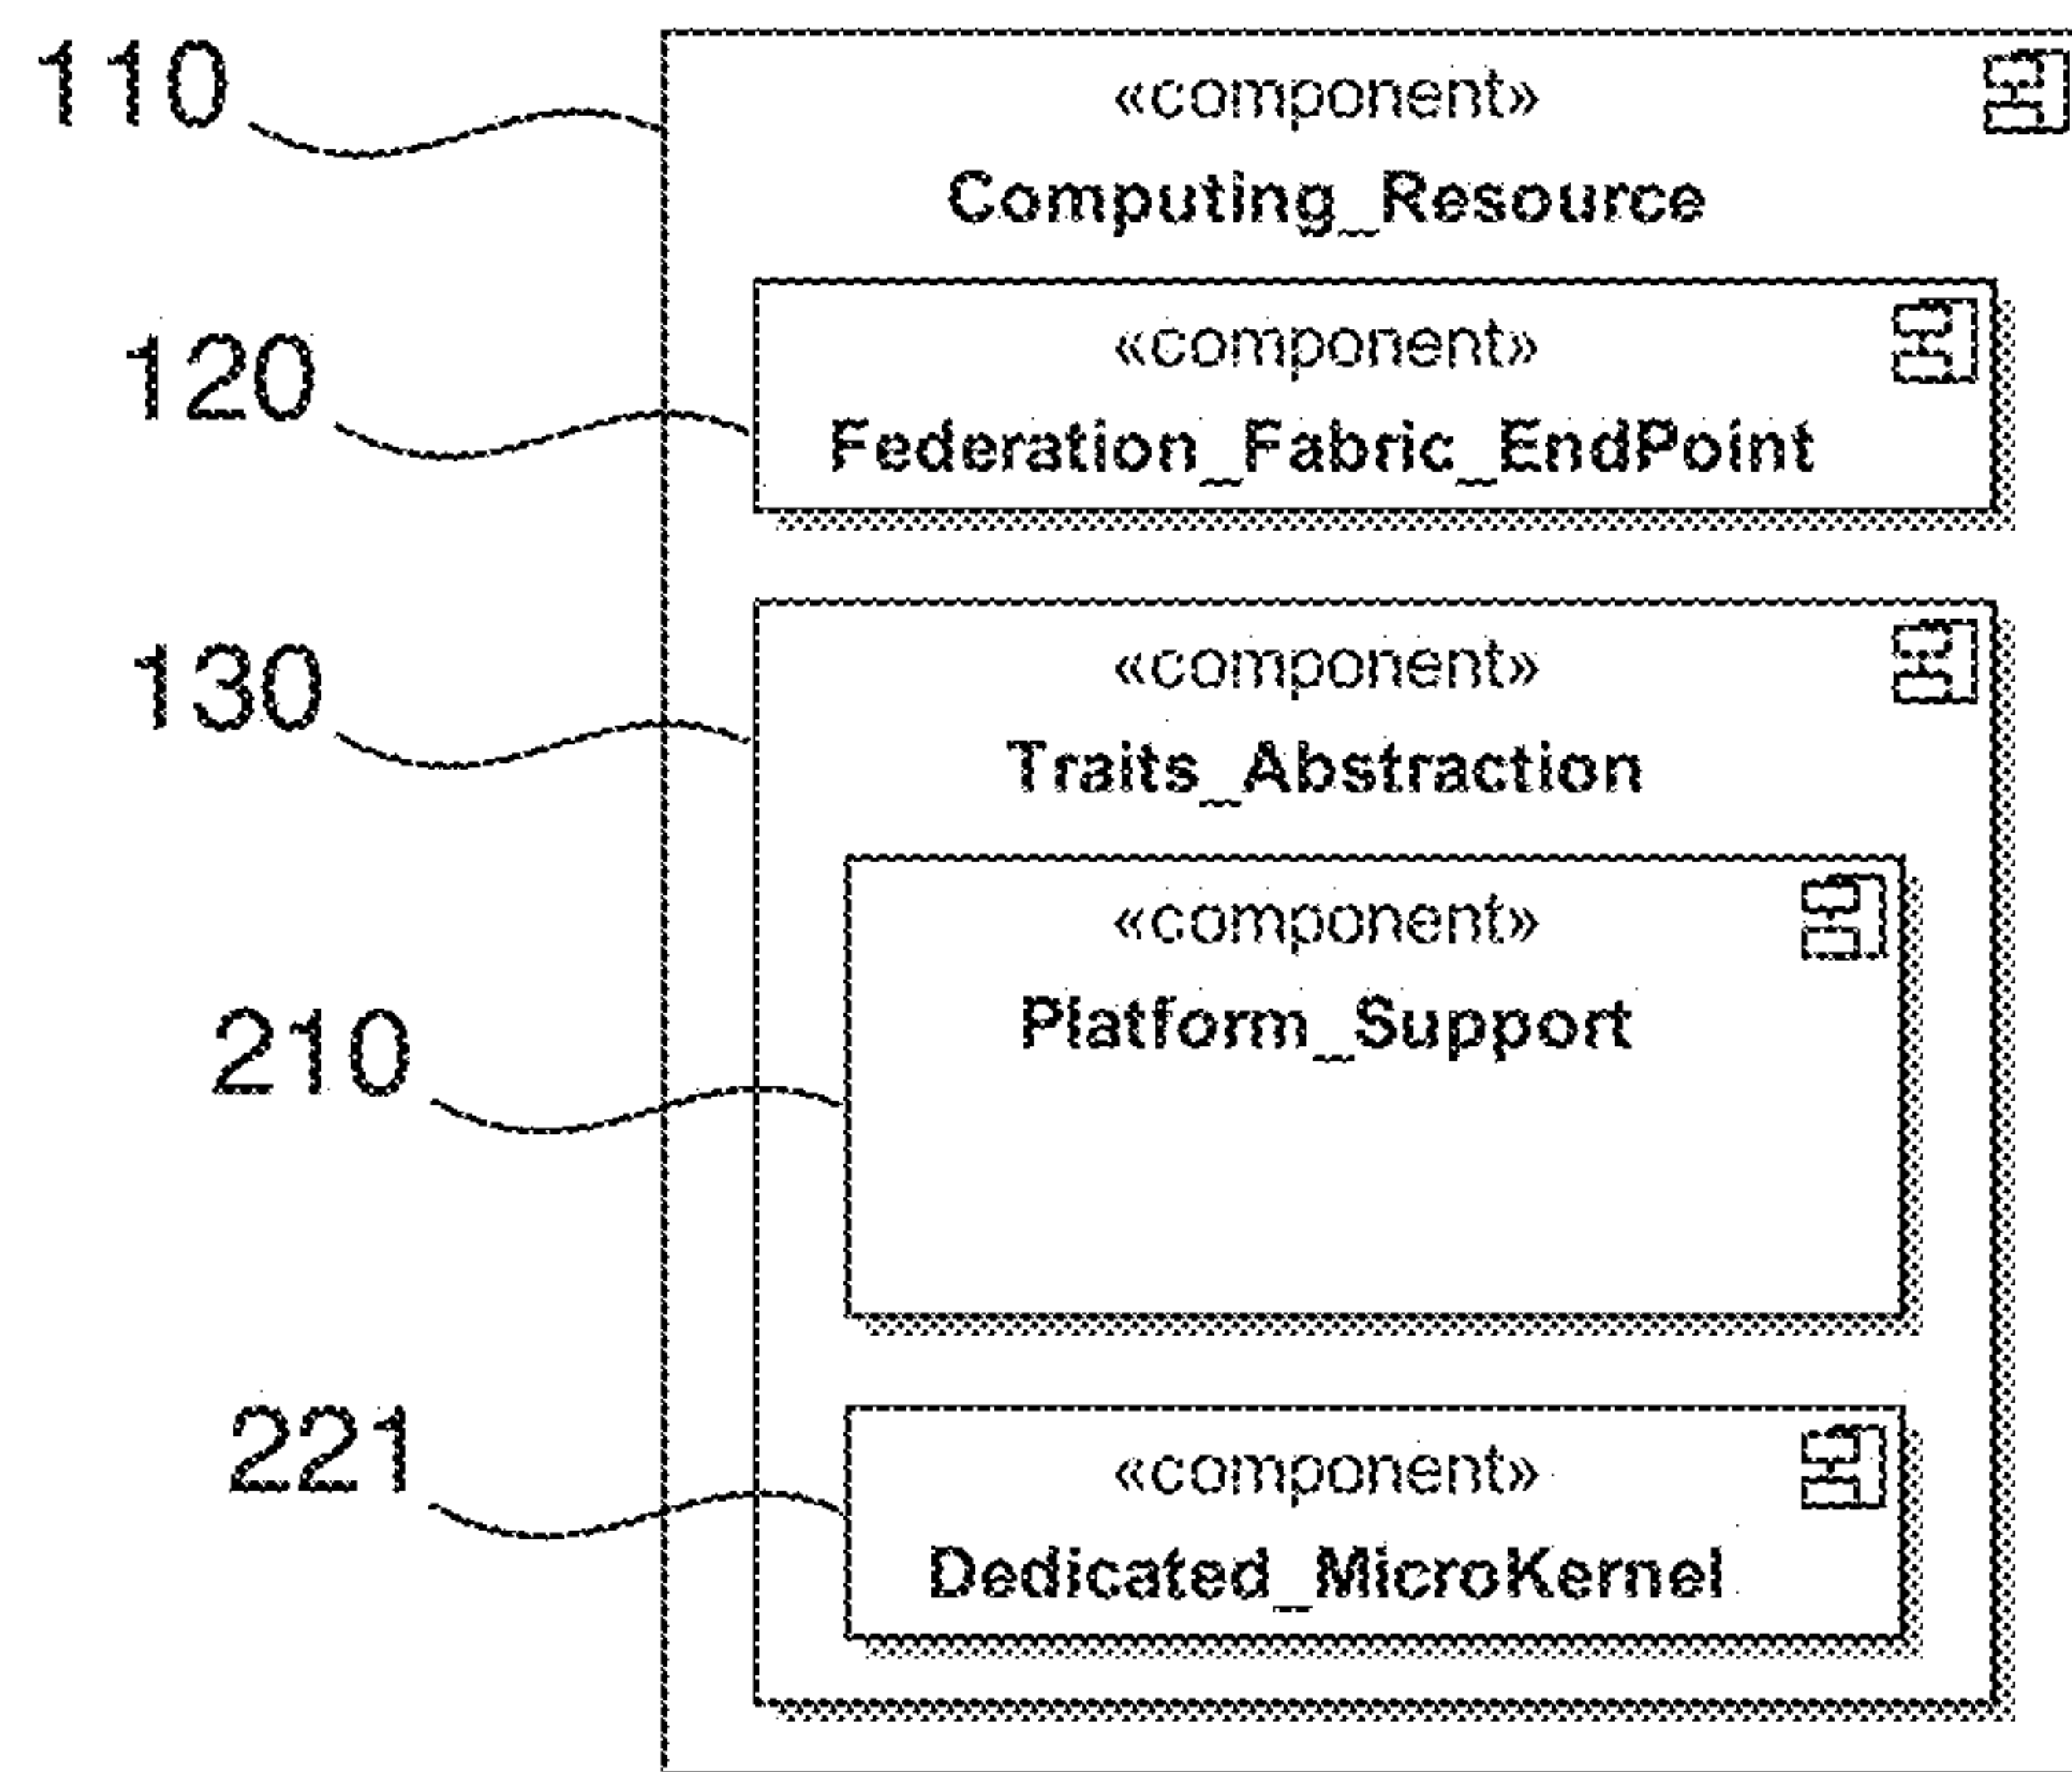 110
«component»
Computing_Resource
120
«component»
Federation_Fabric_EndPoint
130
«component»
Traits_Abstraction
210
«component»
Platform_Support
221
«component»
Dedicated_MicroKernel